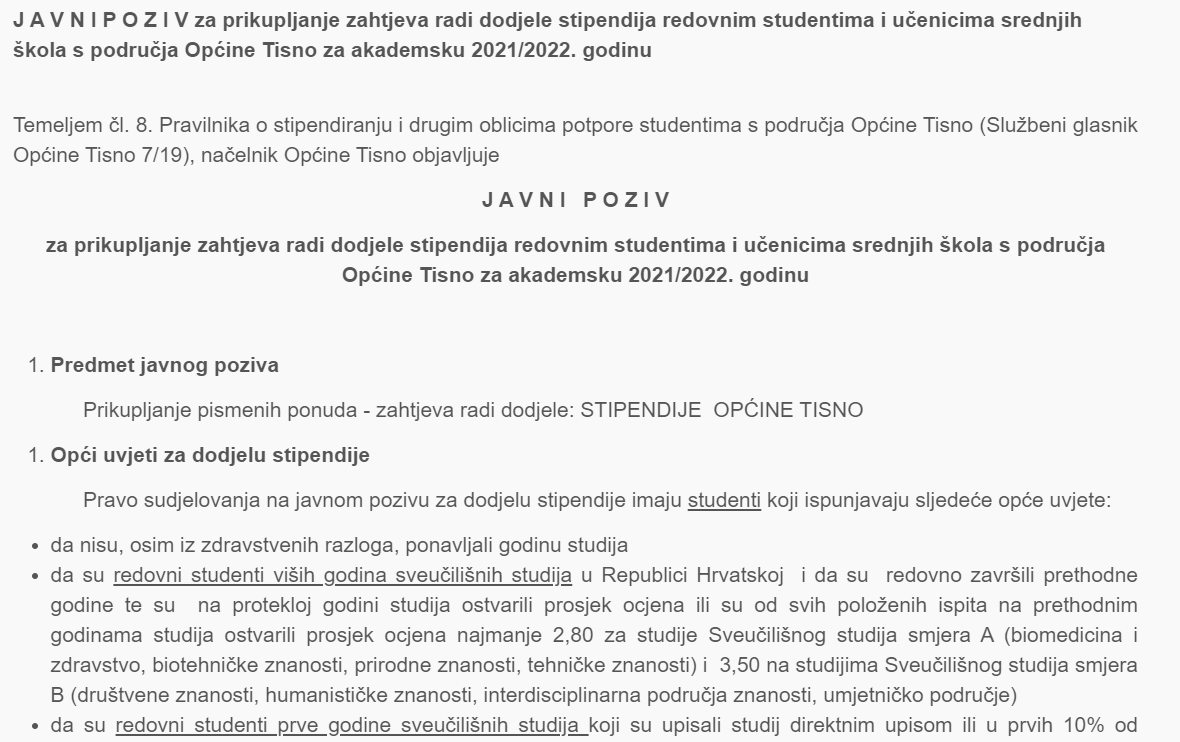 J A V N I P O Z I V za prikupljanje zahtjeva radi dodjele stipendija redovnim studentima i učenicima srednjih
škola s područja Općine Tisno za akademsku 2021/2022. godinu
Temeljem čl. 8. Pravilnika o stipendiranju i drugim oblicima potpore studentima s područja Općine Tisno (Službeni glasnik
Općine Tisno 7/19), načelnik Općine Tisno objavljuje
J A V N I   P O Z I V
za prikupljanje zahtjeva radi dodjele stipendija redovnim studentima i učenicima srednjih škola s područja
Općine Tisno za akademsku 2021/2022. godinu
1. Predmet javnog poziva
Prikupljanje pismenih ponuda - zahtjeva radi dodjele: STIPENDIJE  OPĆINE TISNO
1. Opći uvjeti za dodjelu stipendije
Pravo sudjelovanja na javnom pozivu za dodjelu stipendije imaju studenti koji ispunjavaju sljedeće opće uvjete:
• da nisu, osim iz zdravstvenih razloga, ponavljali godinu studija
• da su redovni studenti viših godina sveučilišnih studija u Republici Hrvatskoj  i da su  redovno završili prethodne
godine te su  na protekloj godini studija ostvarili prosjek ocjena ili su od svih položenih ispita na prethodnim
godinama studija ostvarili prosjek ocjena najmanje 2,80 za studije Sveučilišnog studija smjera A (biomedicina i
zdravstvo, biotehničke znanosti, prirodne znanosti, tehničke znanosti) i  3,50 na studijima Sveučilišnog studija smjera
B (društvene znanosti, humanističke znanosti, interdisciplinarna područja znanosti, umjetničko područje)
• da su redovni studenti prve godine sveučilišnih studija koji su upisali studij direktnim upisom ili u prvih 10% od